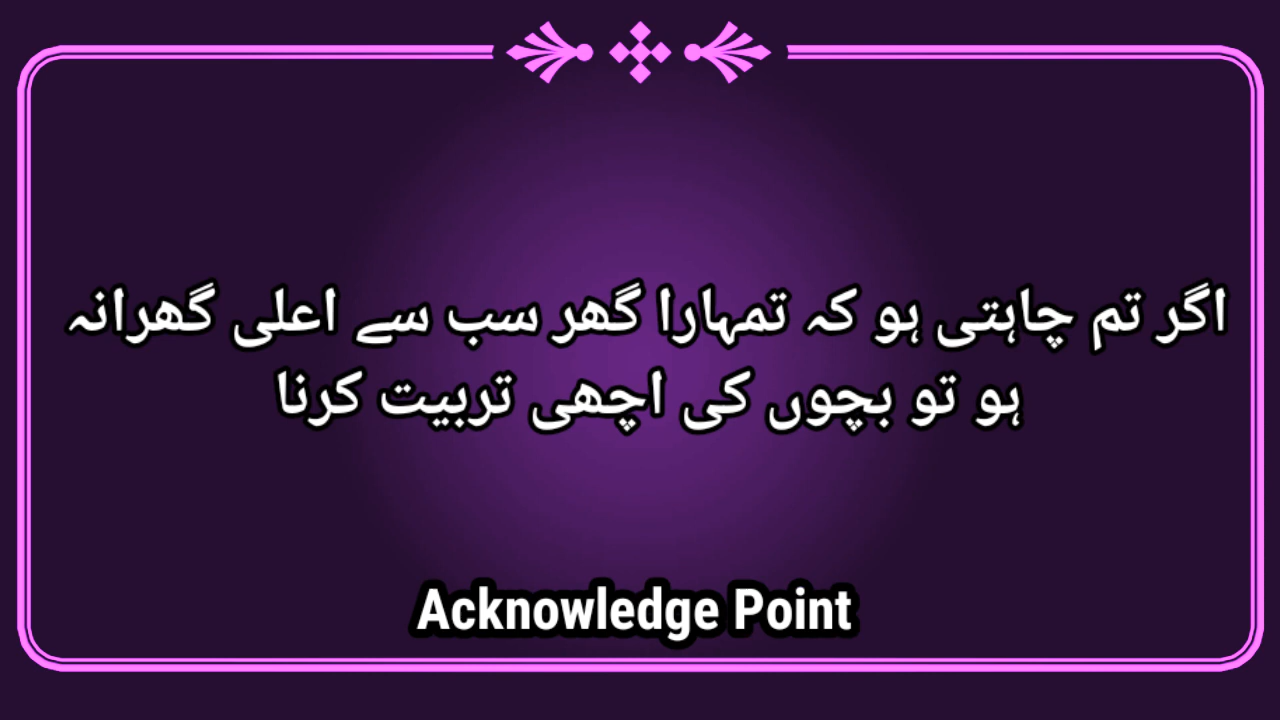 اگر تم چاہتی ہو کہ تمہارا گھر سب سے اعلی گھرانہ
ہو تو بچوں کی اچھی تربیت کرنا
Acknowledge Point